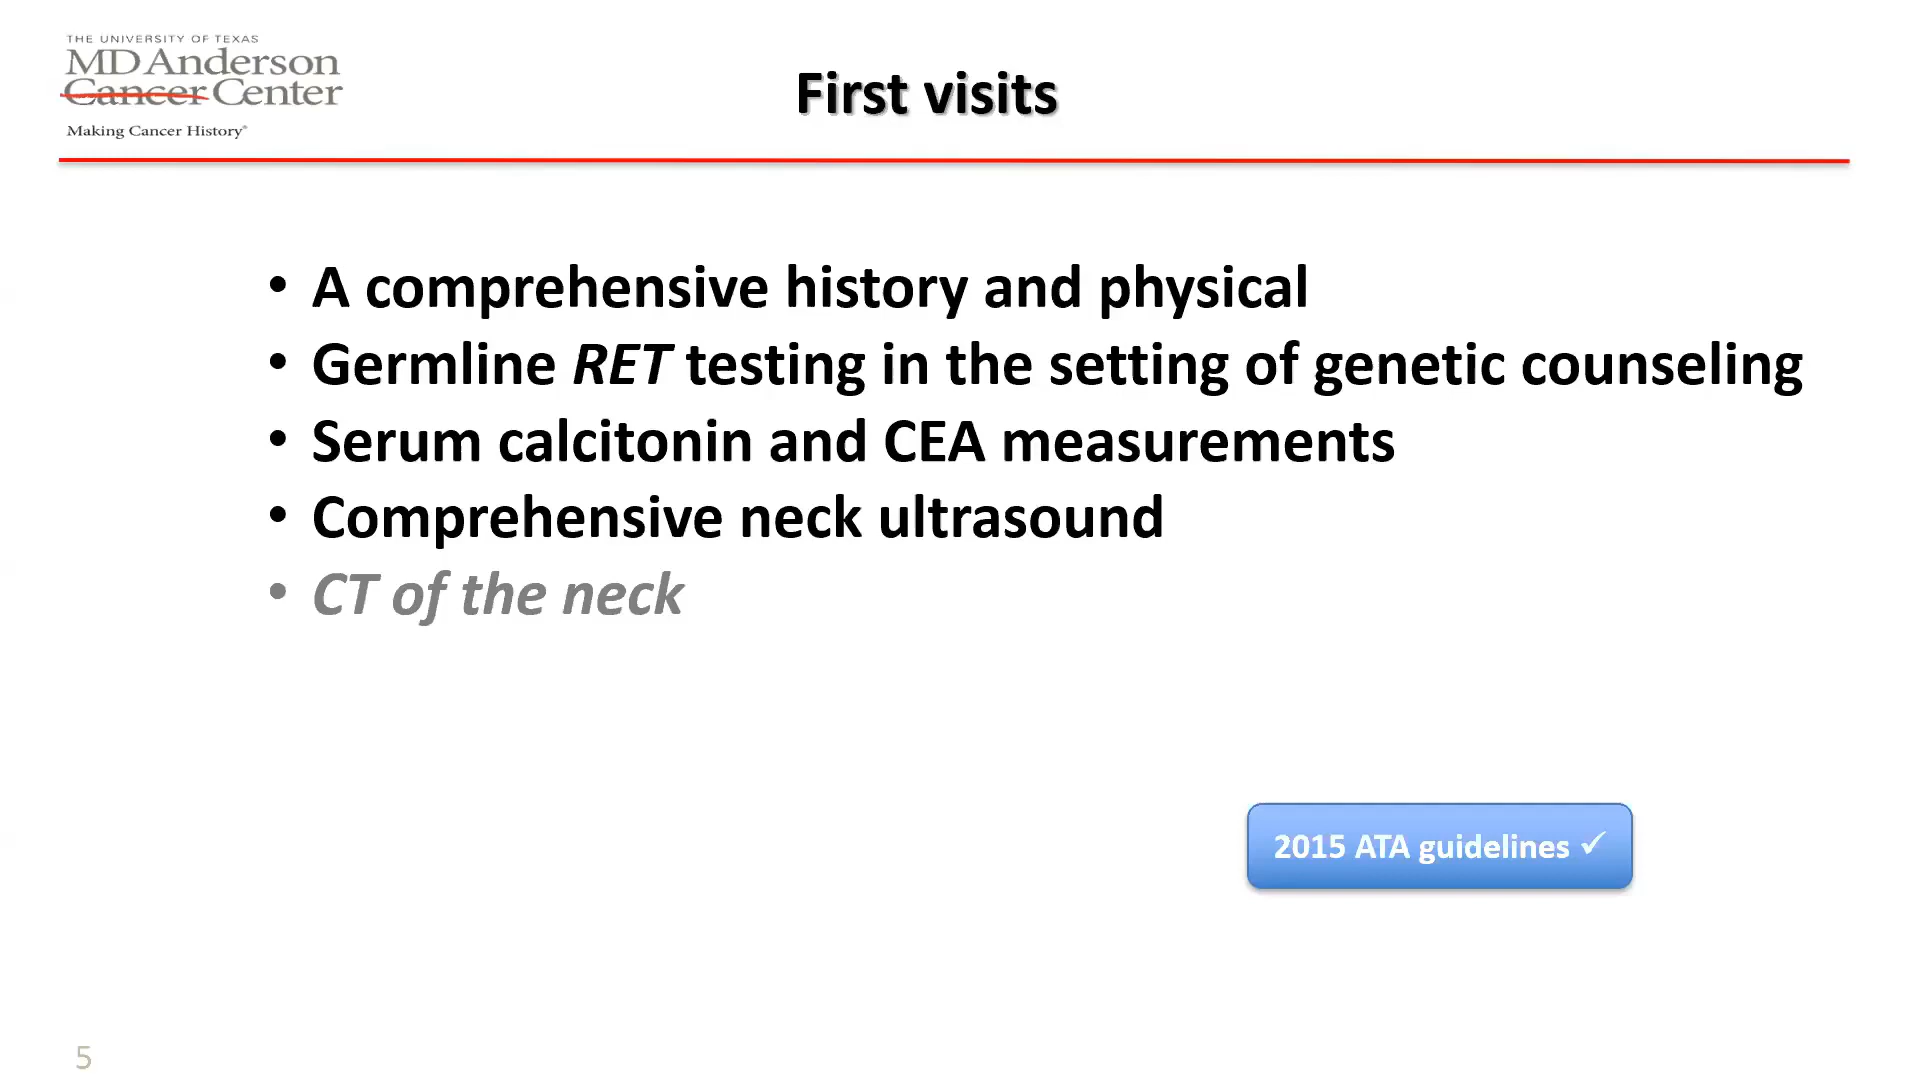 THE UNIVERSITY OF TEXAS
MD Anderson
Cancer Center
Making Cancer History®
First visits
• A comprehensive history and physical
• Germline RET testing in the setting of genetic counseling
• Serum calcitonin and CEA measurements
• Comprehensive neck ultrasound
• CT of the neck
2015 ATA guidelines ✓
5